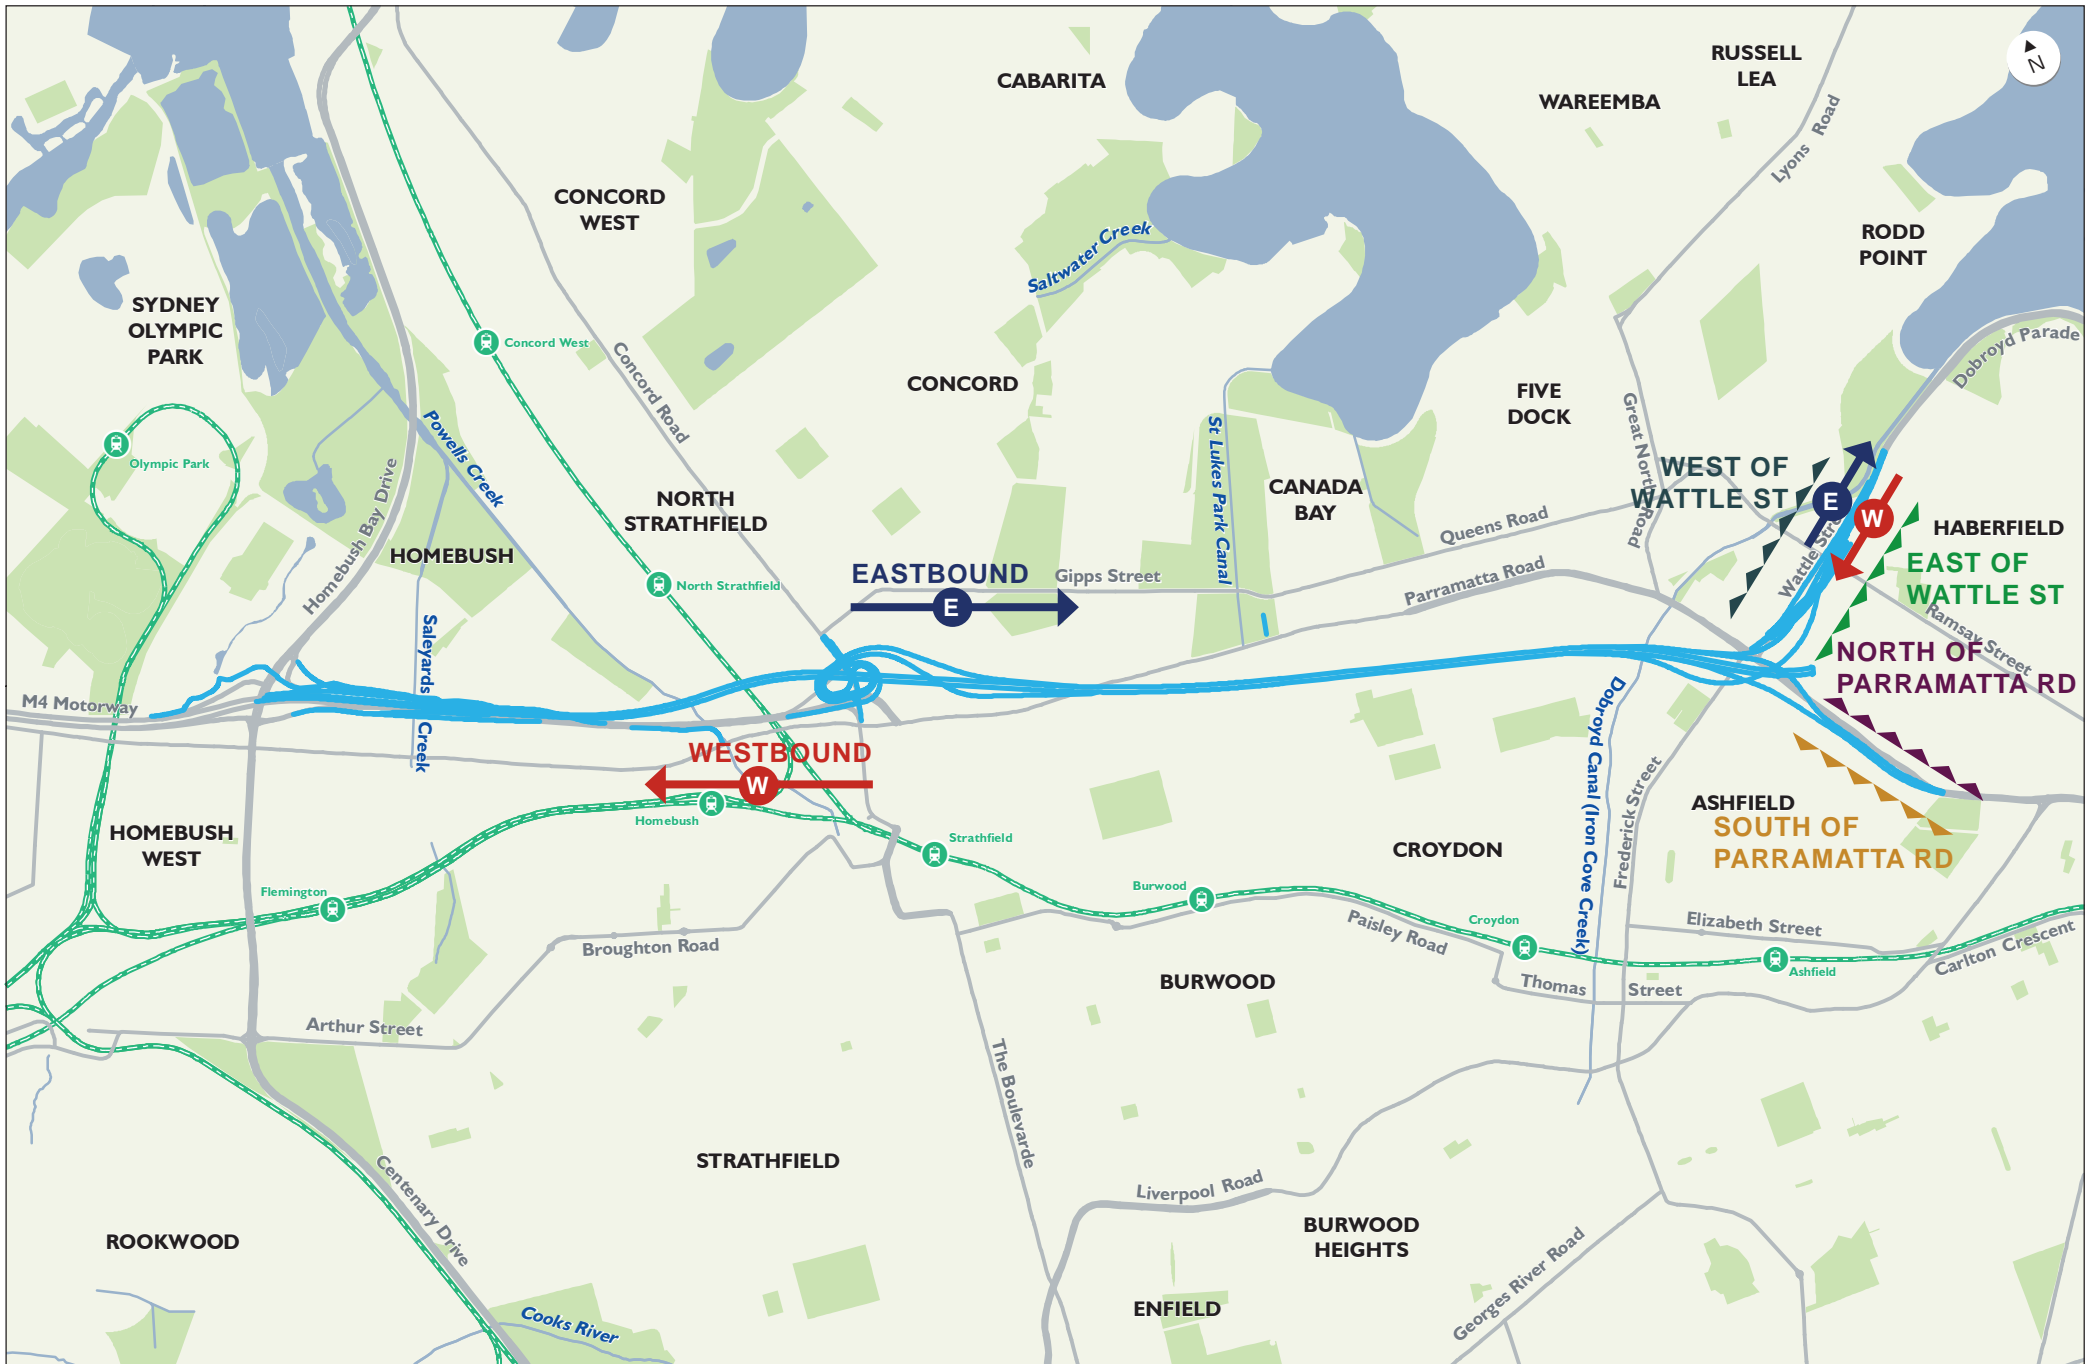 RUSSELL
LEA
N
CABARITA
WAREEMBA
Lyons Road
CONCORD
WEST
Saltwater Creek
RODD
POINT
SYDNEY
OLYMPIC
PARK
Concord West
Concord Road
Dobroyd Parade
CONCORD
FIVE
DOCK
Great North Road
Olympic Park
Powells Creek
St Lukes Park Canal
WEST OF
WATTLE ST
E
W
Homebush Bay Drive
NORTH
STRATHFIELD
CANADA
BAY
Queens Road
Wattle Stre
HABERFIELD
HOMEBUSH
EAST OF
WATTLE ST
North Strathfield
EASTBOUND
E
Gipps Street
Parramatta Road
Ramsay Street
Saleyards Creek
NORTH OF
PARRAMATTA RD
M4 Motorway
WESTBOUND
W
Dobroyd Canal (Iron Cove Creek)
Frederick Street
ASHFIELD
SOUTH OF
PARRAMATTA RD
Homebush
HOMEBUSH
WEST
Strathfield
CROYDON
Flemington
Burwood
Croydon
Paisley Road
Elizabeth Street
Carlton Crescent
Broughton Road
Ashfield
BURWOOD
Thomas Street
Arthur Street
The Boulevarde
STRATHFIELD
Centenary Drive
Liverpool Road
BURWOOD
HEIGHTS
ROOKWOOD
Georges River Road
ENFIELD
Cooks River